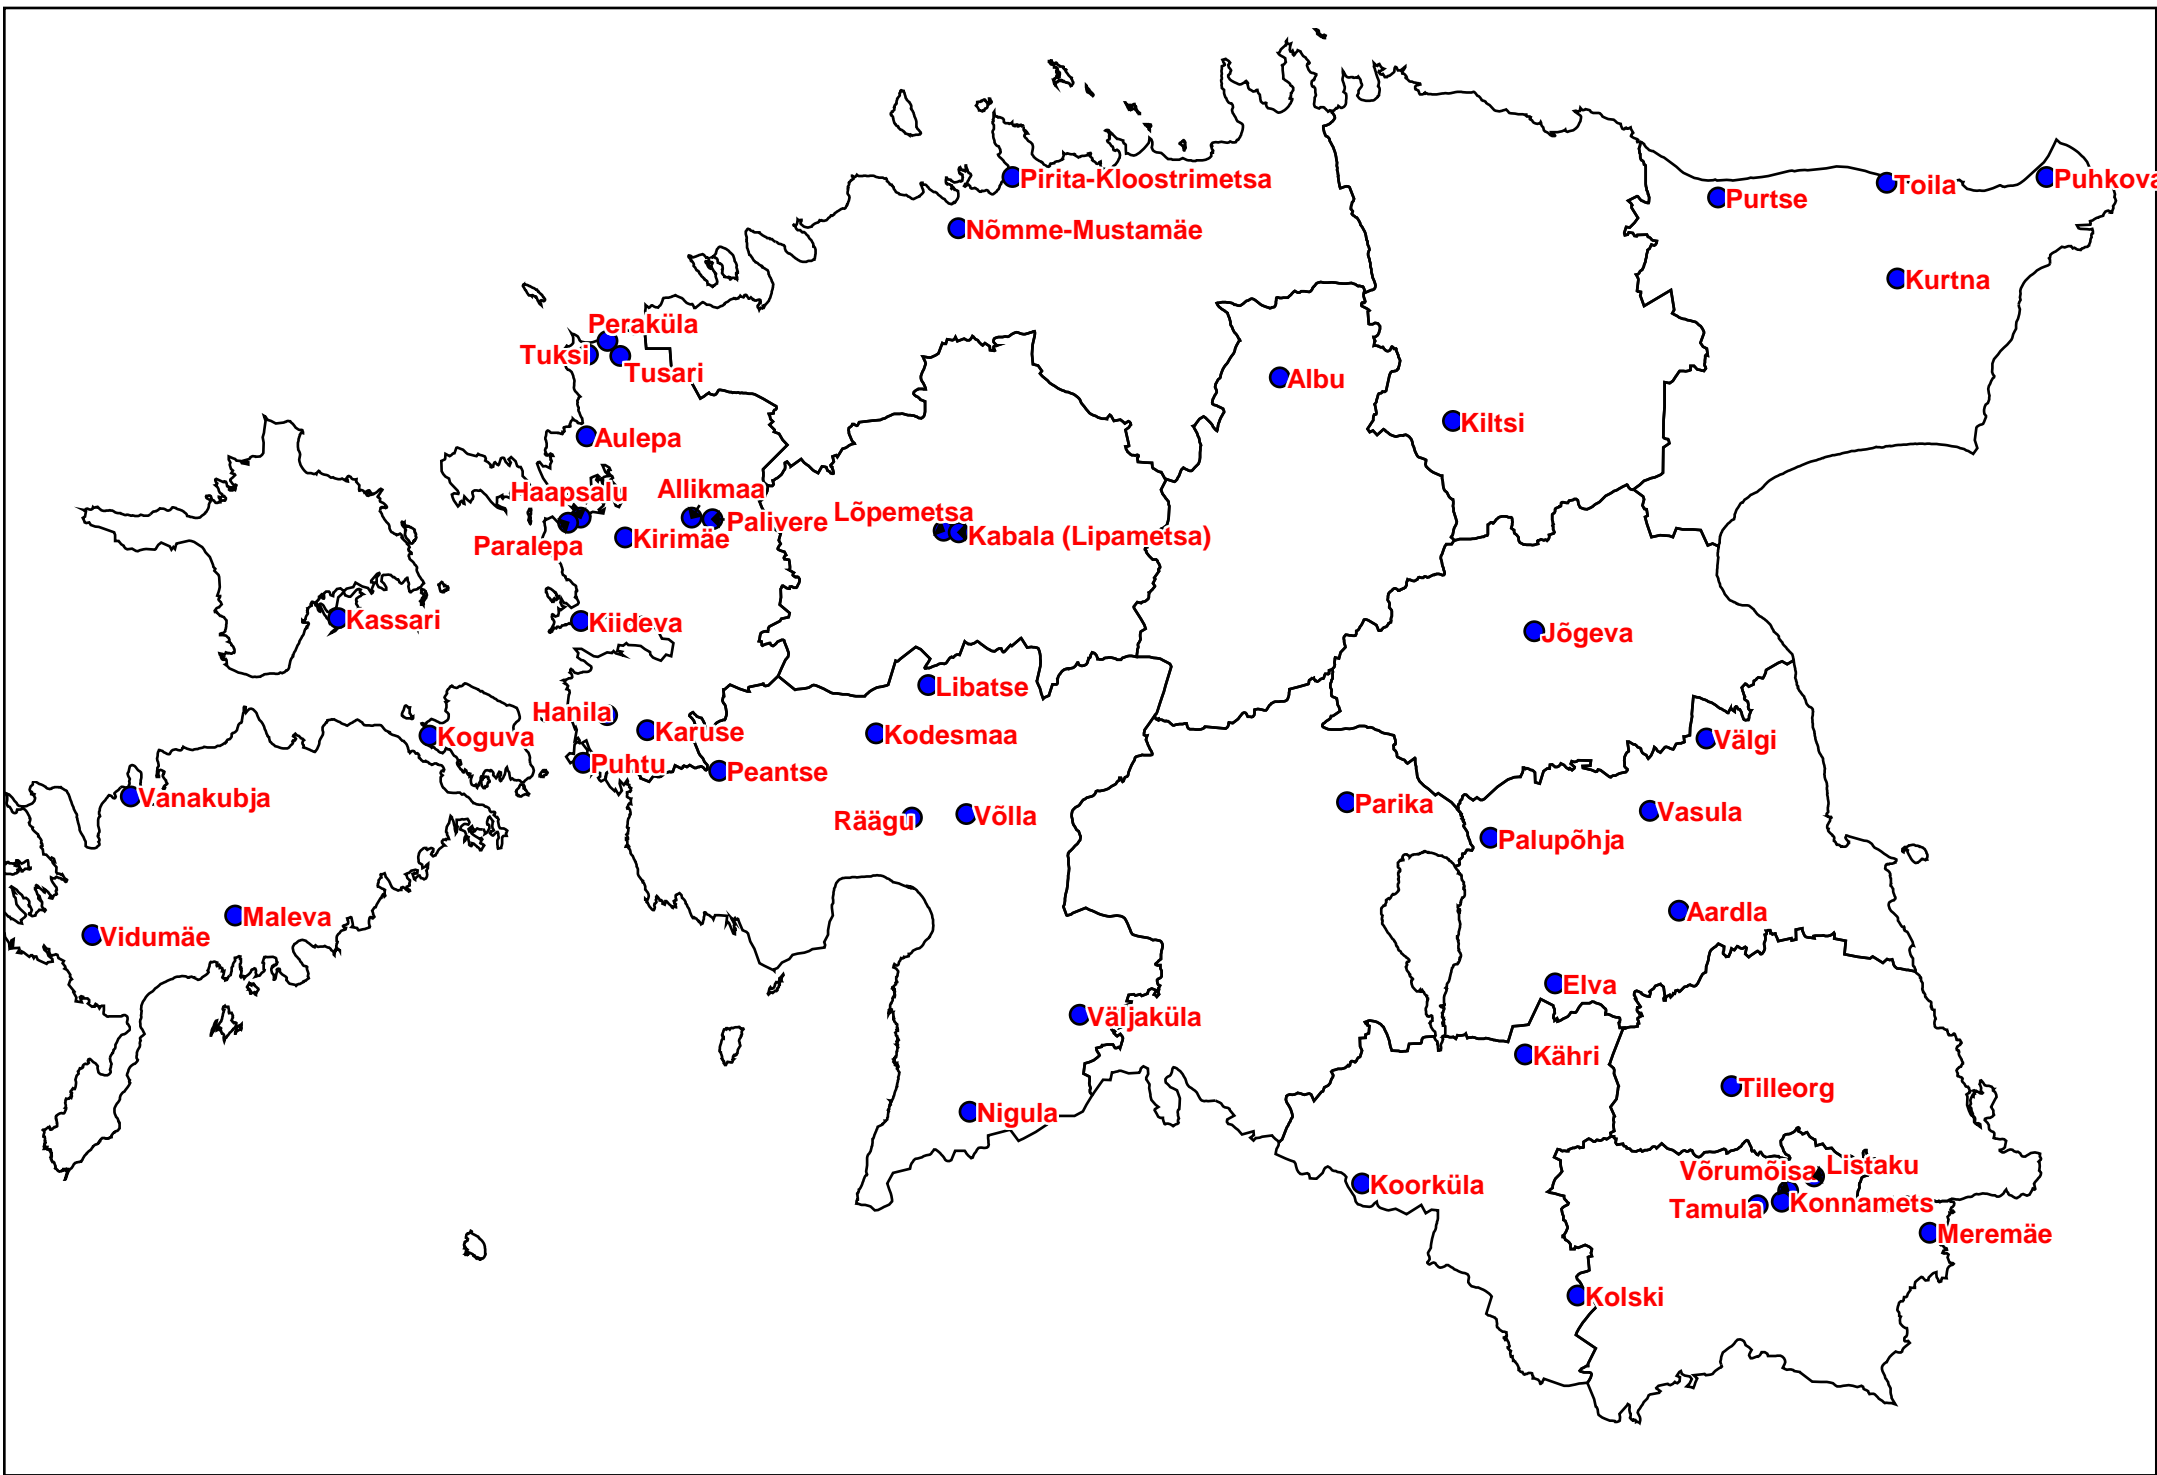 Pirita-Kloostrimetsa
Puhkova
Toila
Purtse
Nõmme-Mustamäe
Kurtna
Peraküla
Tuksi
Tusari
Albu
Kiltsi
Aulepa
Haapsalu
Allikmaa
Lõpemetsa
Palivere
Kabala (Lipametsa)
Paralepa
Kirimäe
Kassari
Kiideva
Jõgeva
Libatse
Hanila
Karuse
Koguva
Kodesmaa
Välgi
Puhtu
Peantse
Vanakubja
Parika
Räägu
Võlla
Vasula
Palupõhja
Maleva
Aardla
Vidumäe
Elva
Väljaküla
Kähri
Tilleorg
Nigula
Võrumõisa
Listaku
Koorküla
Tamula
Konnamets
Meremäe
Kolski